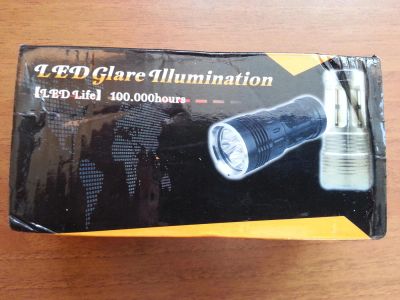 LED Glare Illumination
【LED Life】 100.000hours